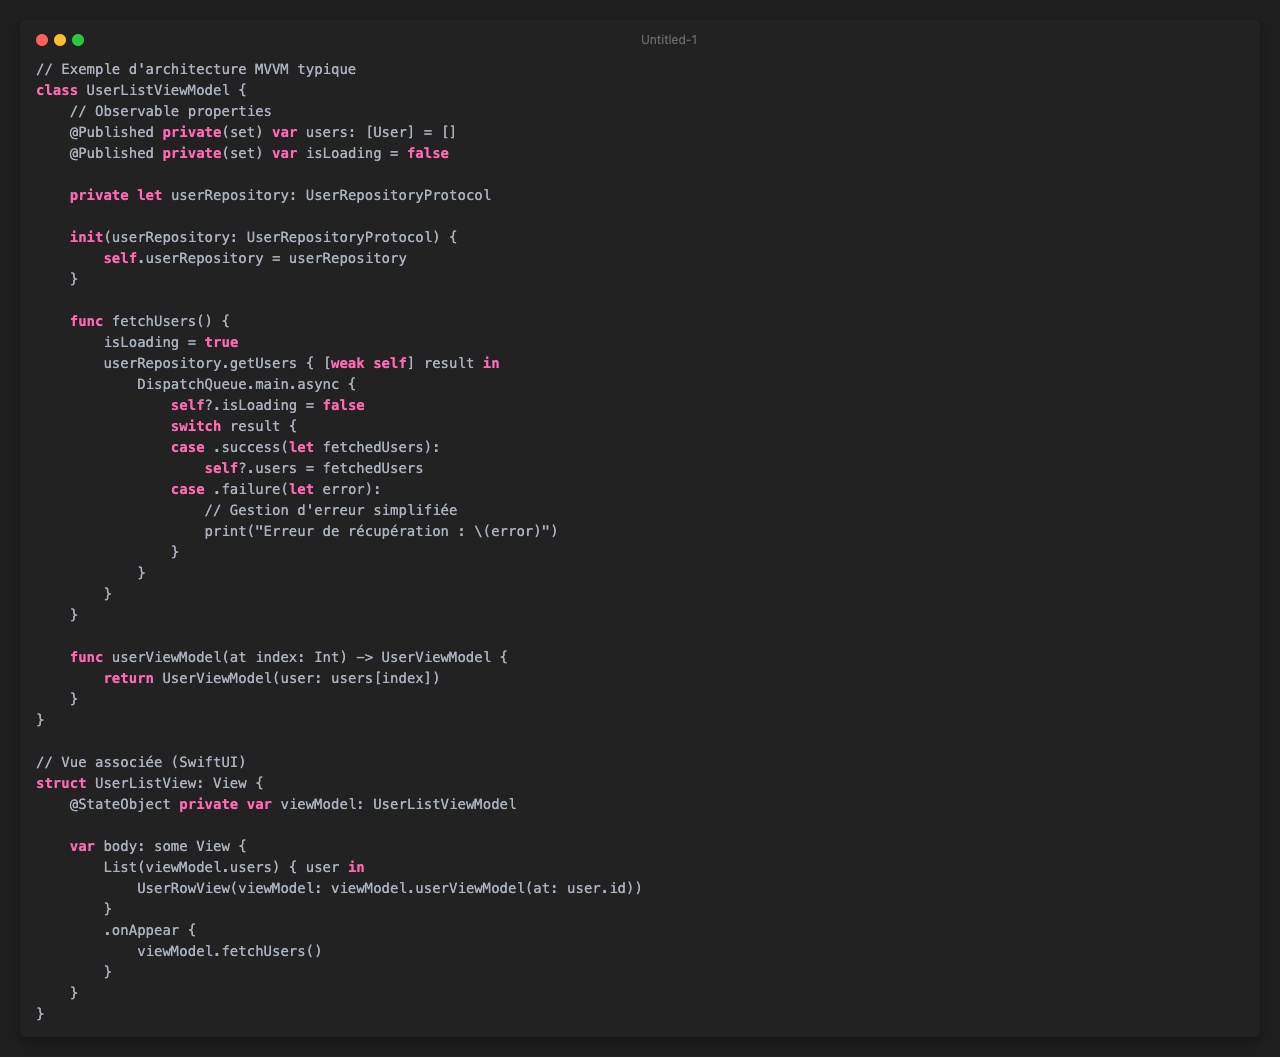 Untitled-1
// Exemple d'architecture MVVM typique
class UserListViewModel {
    // Observable properties
    @Published private(set) var users: [User] = []
    @Published private(set) var isLoading = false

    private let userRepository: UserRepositoryProtocol

    init(userRepository: UserRepositoryProtocol) {
        self.userRepository = userRepository
    }

    func fetchUsers() {
        isLoading = true
        userRepository.getUsers { [weak self] result in
            DispatchQueue.main.async {
                self?.isLoading = false
                switch result {
                case .success(let fetchedUsers):
                    self?.users = fetchedUsers
                case .failure(let error):
                    // Gestion d'erreur simplifiée
                    print("Erreur de récupération : \(error)")
                }
            }
        }
    }

    func userViewModel(at index: Int) -> UserViewModel {
        return UserViewModel(user: users[index])
    }
}

// Vue associée (SwiftUI)
struct UserListView: View {
    @StateObject private var viewModel: UserListViewModel

    var body: some View {
        List(viewModel.users) { user in
            UserRowView(viewModel: viewModel.userViewModel(at: user.id))
        }
        .onAppear {
            viewModel.fetchUsers()
        }
    }
}